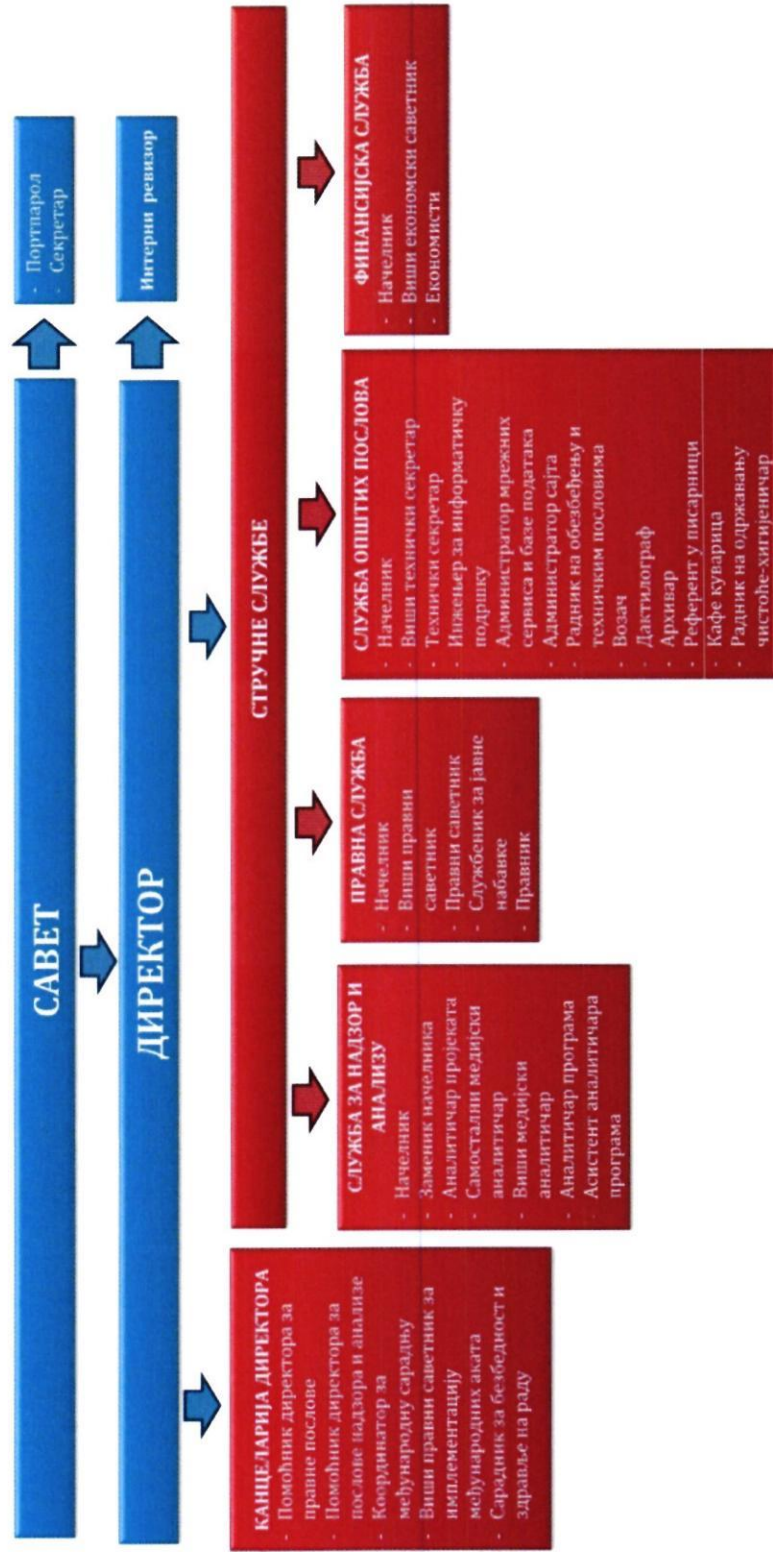 САВЕТ
- Портпарол
- Секретар
ДИРЕКТОР
Интерни ревизор
КАНЦЕЛАРИЈА ДИРЕКТОРА
- Помоћник директора за
правне послове
- Помоћник директора за
послове надзора и анализе
- Координатор за
међународну сарадњу
- Виши правни саветник за
имплементацију
међународних аката
- Сарадник за безбедност и
здравље на раду
СТРУЧНЕ СЛУЖБЕ
СЛУЖБА ЗА НАДЗОР И
АНАЛИЗУ
- Начелник
- Заменик начелника
- Аналитичар пројеката
- Самостални медијски
аналитичар
- Виши медијски
аналитичар
- Аналитичар програма
- Асистент аналитичара
програма
ПРАВНА СЛУЖБА
- Начелник
- Виши правни
саветник
- Правни саветник
- Службеник за јавне
набавке
- Правник
СЛУЖБА ОПШТИХ ПОСЛОВА
- Начелник
- Виши технички секретар
- Технички секретар
- Инжењер за информатичку
подршку
- Администратор мрежних
сервиса и базе података
- Администратор сајта
- Радник на обезбеђењу и
техничким пословима
- Возач
- Дактилограф
- Архивар
- Референт у писарници
- Кафе куварица
- Радник на одржавању
чистоће-хигијеничар
ФИНАНСИЈСКА СЛУЖБА
- Начелник
- Виши економски саветник
- Економисти